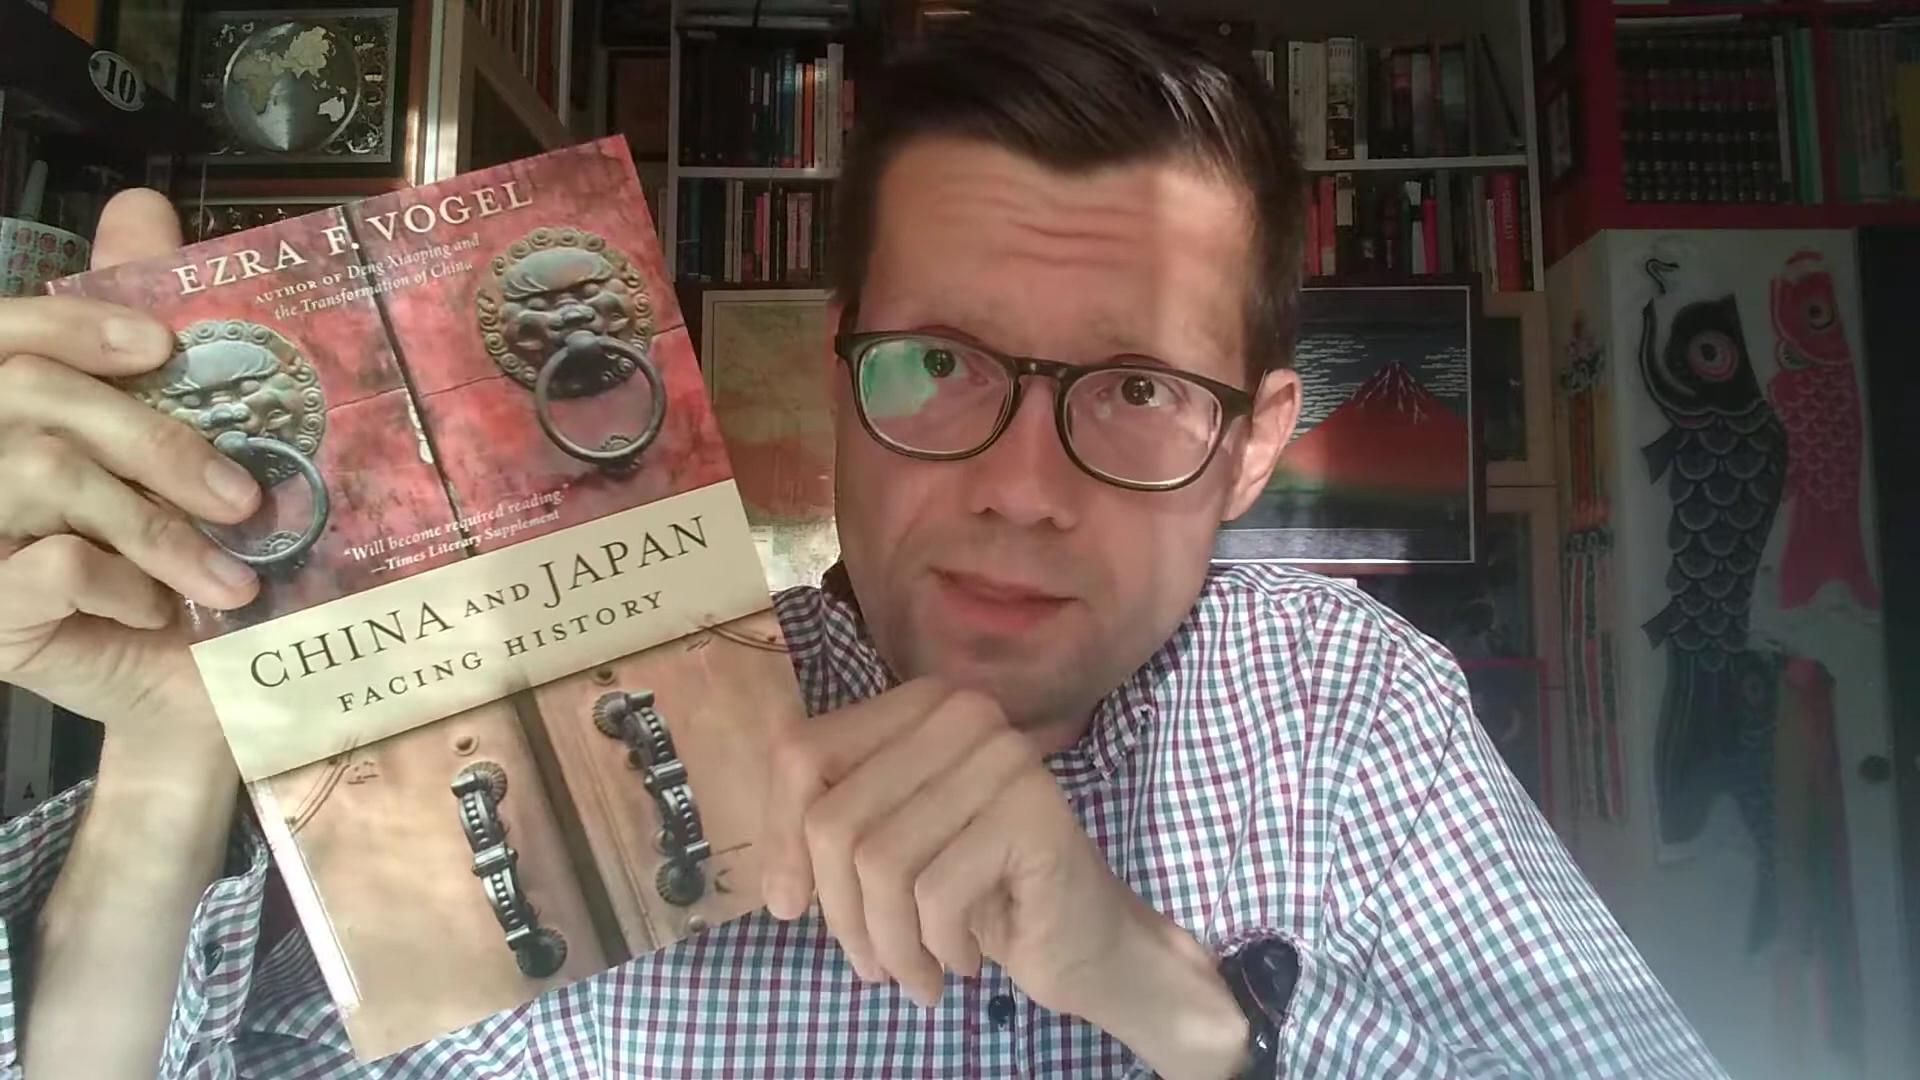 10
EZRA F. VOGEL
AUTHOR OF Deng Xiaoping and
the Transformation of China
"Will become required reading."
—Times Literary Supplement
CHINA AND JAPAN
FACING HISTORY